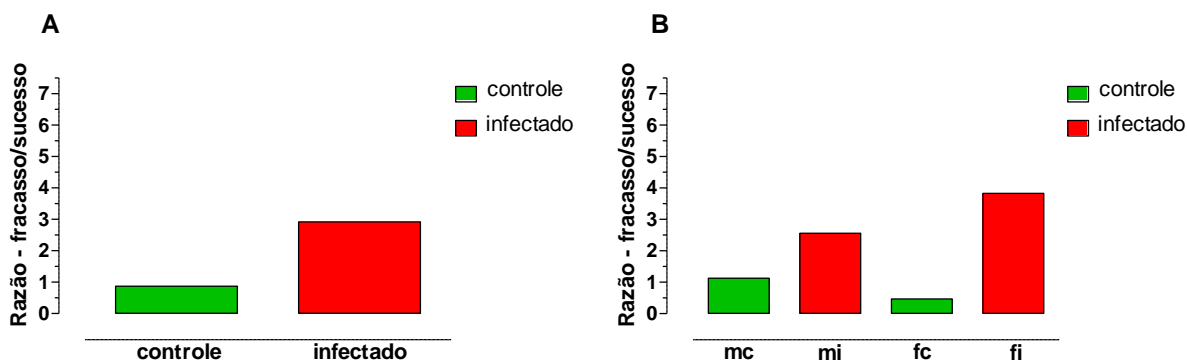 A
Razão - fracasso/sucesso
7
6
5
4
3
2
1
0
controle
infectado
controle
infectado
B
Razão - fracasso/sucesso
7
6
5
4
3
2
1
0
controle
infectado
mc
mi
fc
fi